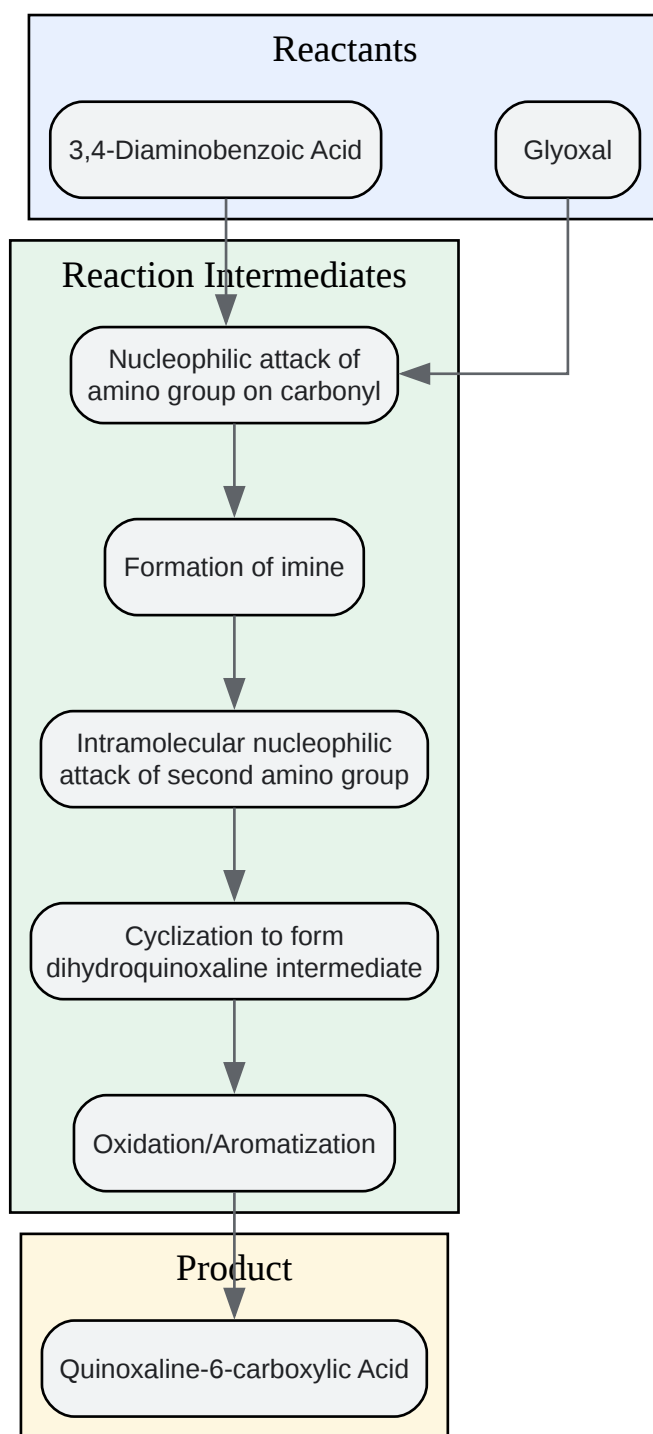 Reactants
3,4-Diaminobenzoic Acid
Glyoxal
Reaction Intermediates
Nucleophilic attack of
amino group on carbonyl
Formation of imine
Intramolecular nucleophilic
attack of second amino group
Cyclization to form
dihydroquinoxaline intermediate
Oxidation/Aromatization
Product
Quinoxaline-6-carboxylic Acid